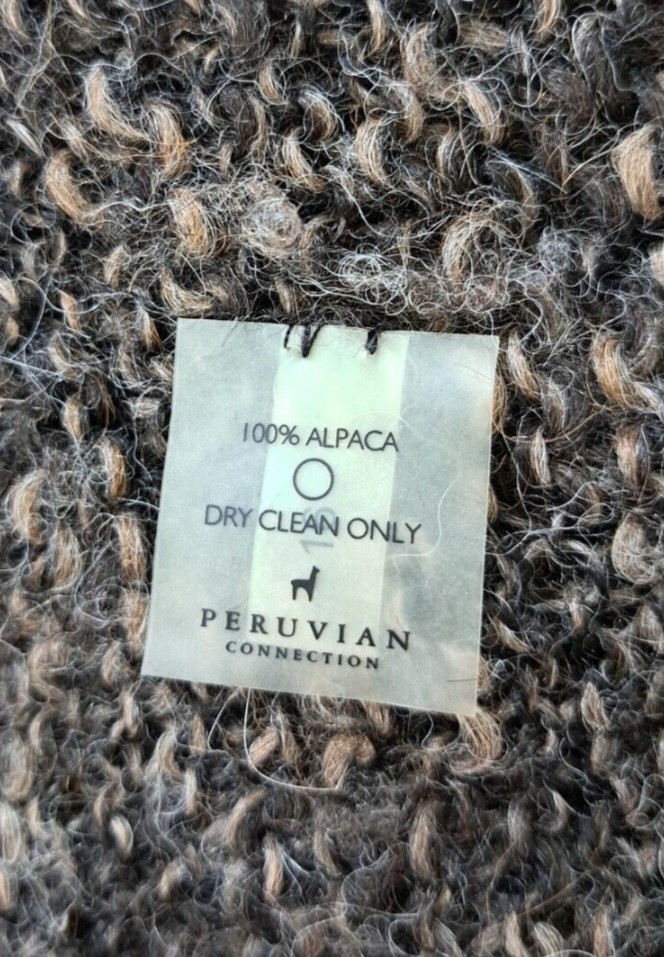 100% ALPACA
DRY CLEAN ONLY
PERUVIAN
CONNECTION